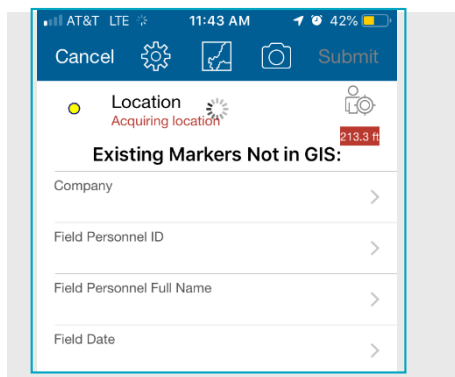 AT&T LTE 11:43 AM 42%
Cancel Submit
Location
Acquiring location
213.3 ft
Existing Markers Not in GIS:
Company
Field Personnel ID
Field Personnel Full Name
Field Date